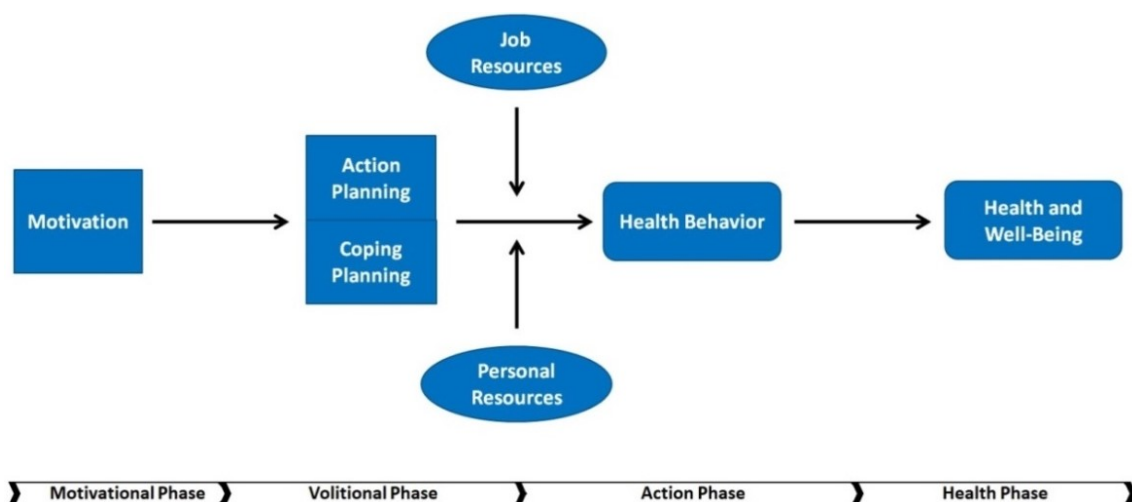 Job
Resources
Action
Planning
Motivation
Health Behavior
Health and
Well-Being
Coping
Planning
Personal
Resources
Motivational Phase
Volitional Phase
Action Phase
Health Phase